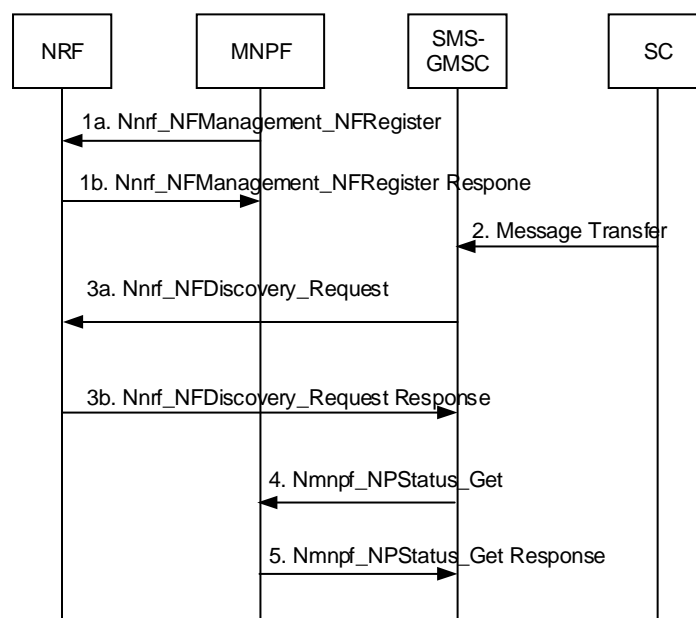 NRF
MNPF
SMS-
GMSC
SC
1a. Nnrf_NFManagement_NFRegister
1b. Nnrf_NFManagement_NFRegister Respone
2. Message Transfer
3a. Nnrf_NFDiscovery_Request
3b. Nnrf_NFDiscovery_Request Response
4. Nmnpf_NPStatus_Get
5. Nmnpf_NPStatus_Get Response